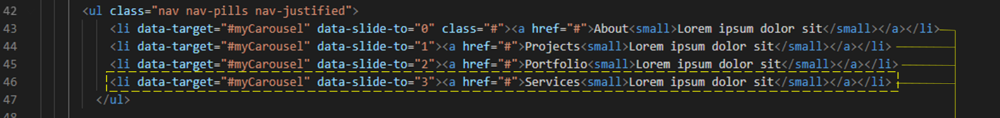 42 <ul class="nav nav-pills nav-justified">
43 <li data-target="#myCarousel" data-slide-to="0" class="#"><a href="#">About<small>Lorem ipsum dolor sit</small></a></li>
44 <li data-target="#myCarousel" data-slide-to="1"><a href="#">Projects<small>Lorem ipsum dolor sit</small></a></li>
45 <li data-target="#myCarousel" data-slide-to="2"><a href="#">Portfolio<small>Lorem ipsum dolor sit</small></a></li>
46 <li data-target="#myCarousel" data-slide-to="3"><a href="#">Services<small>Lorem ipsum dolor sit</small></a></li>
47 </ul>
48